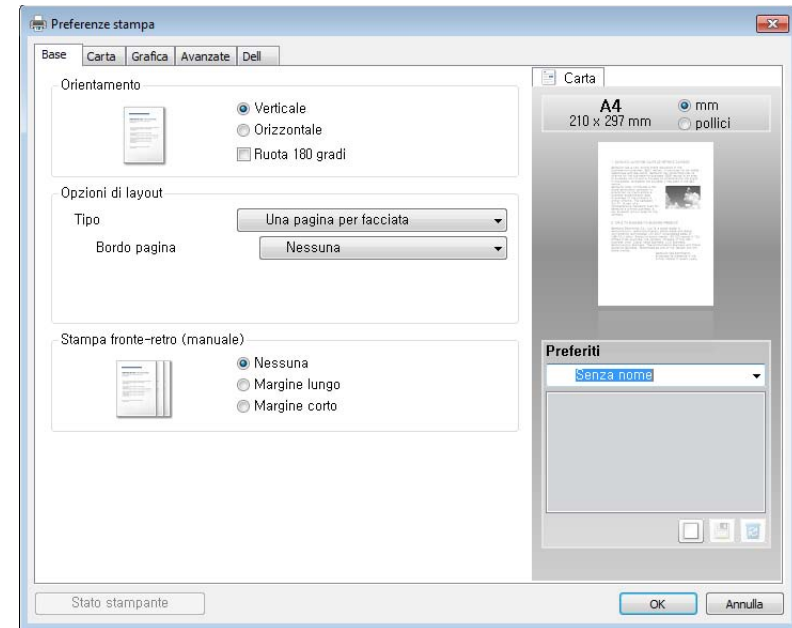 Preferenze stampa
Base Carta Grafica Avanzate Dell
Orientamento
Verticale
Orizzontale
Ruota 180 gradi
Opzioni di layout
Tipo Una pagina per facciata
Bordo pagina Nessuna
Stampa fronte-retro (manuale)
Nessuna
Margine lungo
Margine corto
Carta
A4
210 x 297 mm
mm
pollici
Preferiti
Senza nome
Stato stampante
OK Annulla